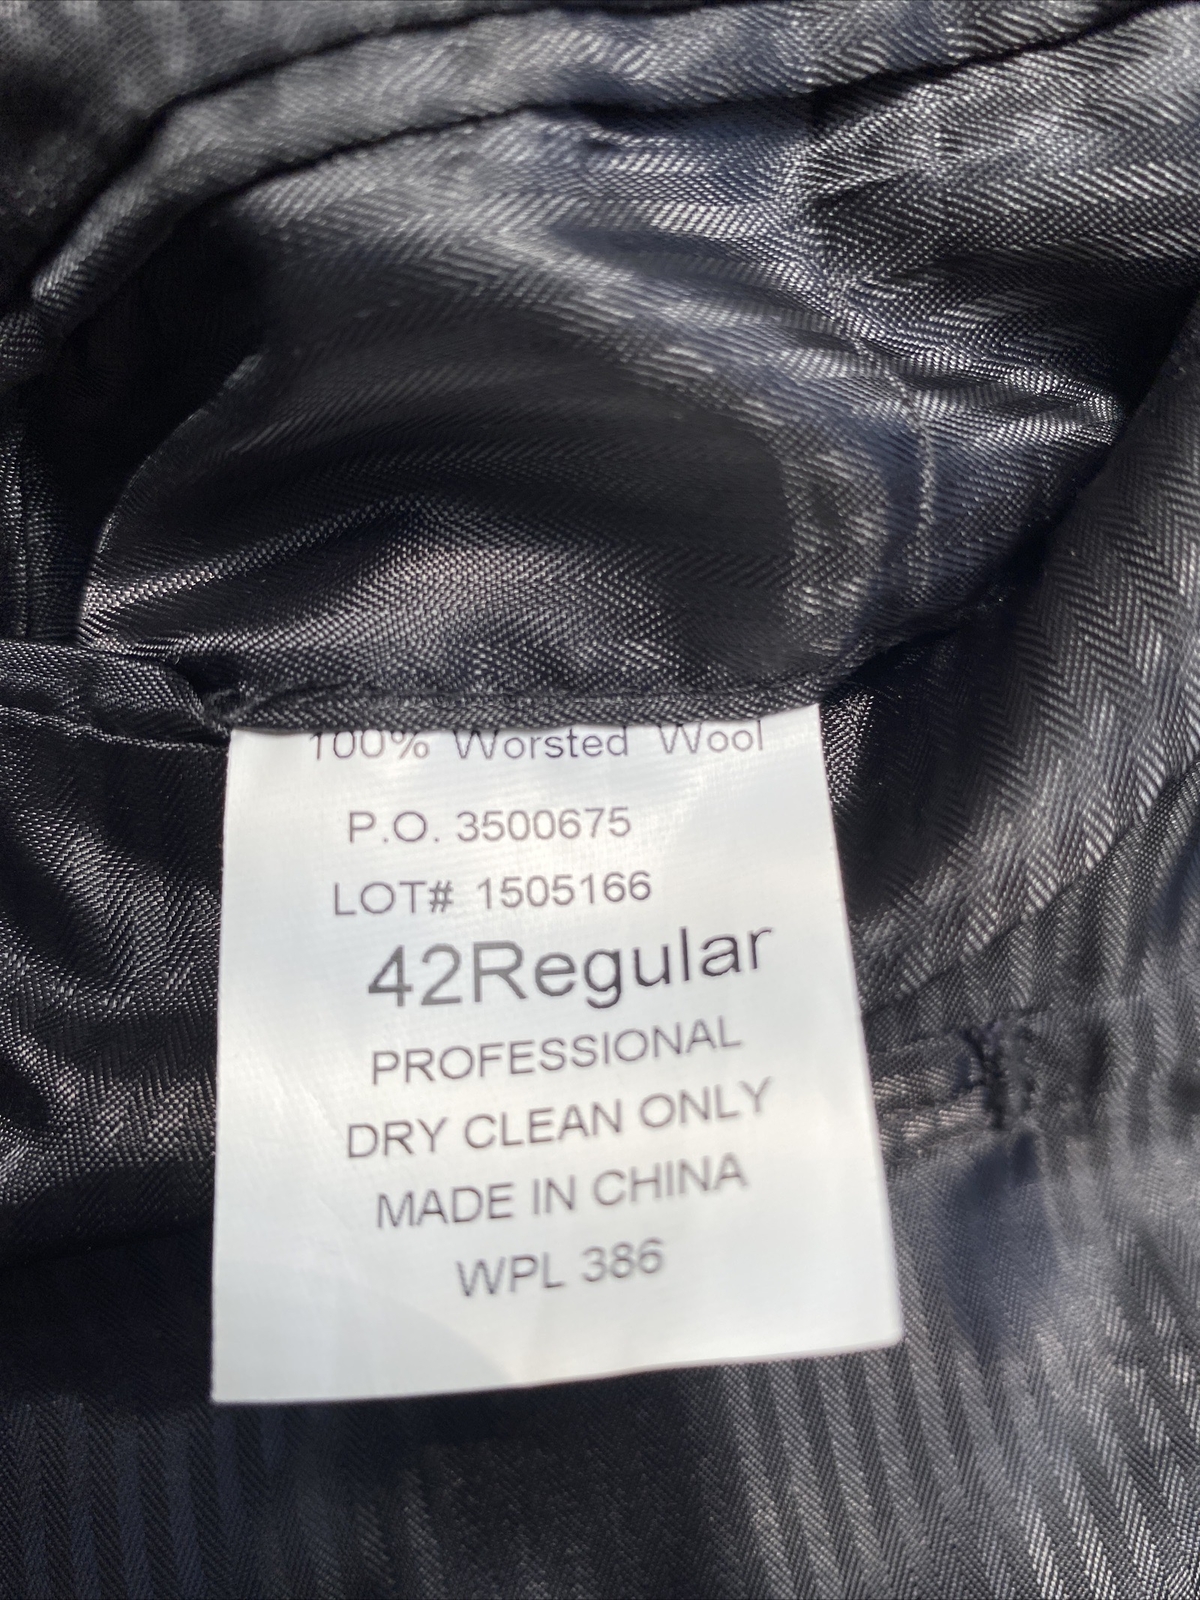 100% Worsted Wool
P.O. 3500675
LOT# 1505166
42Regular
PROFESSIONAL
DRY CLEAN ONLY
MADE IN CHINA
WPL 386